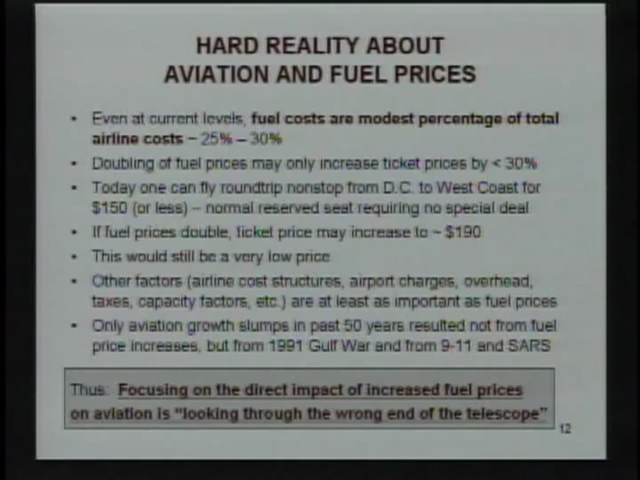 HARD REALITY ABOUT
AVIATION AND FUEL PRICES
• Even at current levels, fuel costs are modest percentage of total
airline costs ~ 25% – 30%
• Doubling of fuel prices may only increase ticket prices by < 30%
• Today one can fly roundtrip nonstop from D.C. to West Coast for
$150 (or less) – normal reserved seat requiring no special deal
• If fuel prices double, ticket price may increase to ~ $190
• This would still be a very low price
• Other factors (airline cost structures, airport charges, overhead,
taxes, capacity factors, etc.) are at least as important as fuel prices
• Only aviation growth slumps in past 50 years resulted not from fuel
price increases, but from 1991 Gulf War and from 9-11 and SARS
Thus: Focusing on the direct impact of increased fuel prices
on aviation is “looking through the wrong end of the telescope”
12